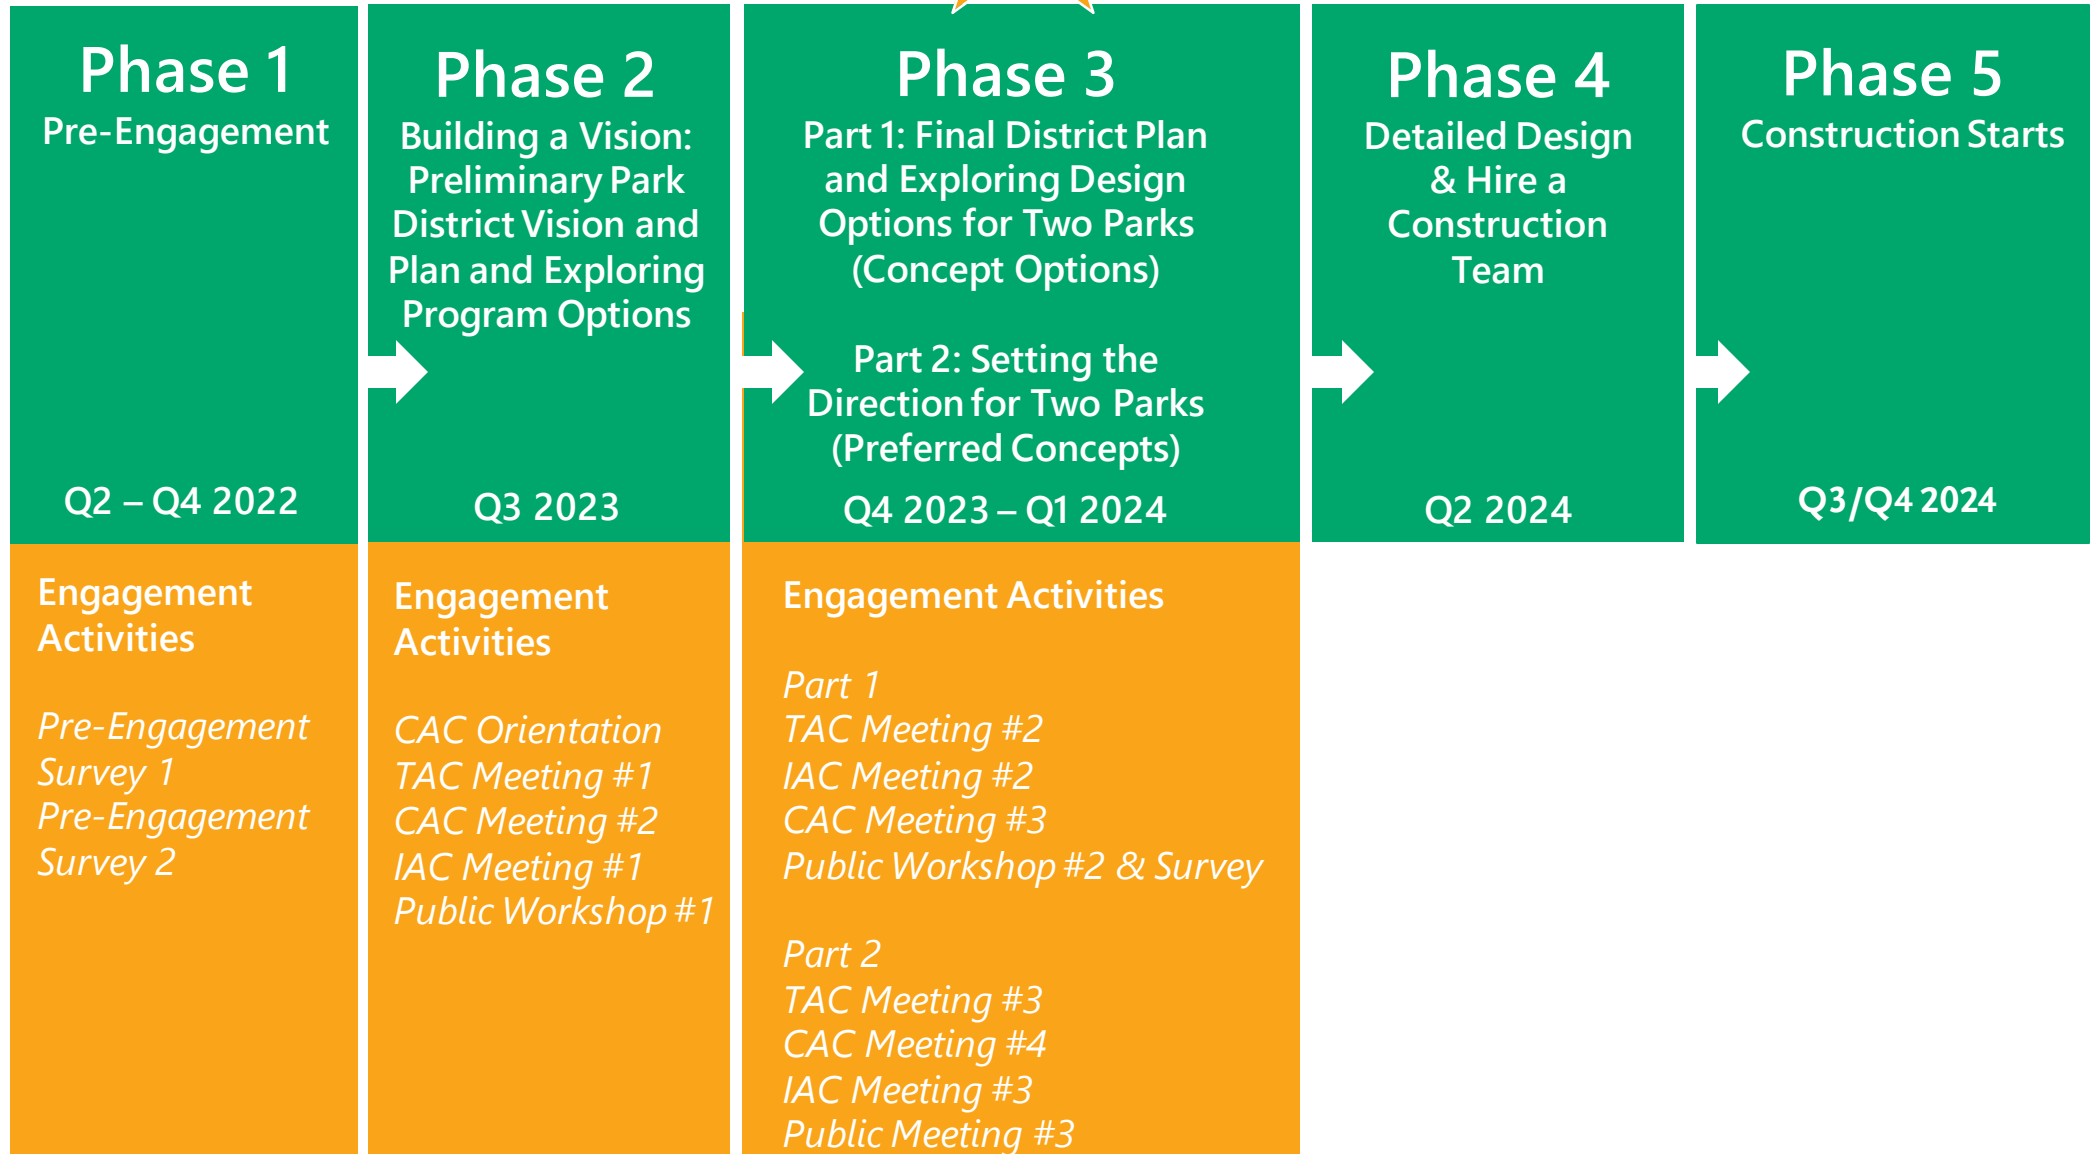 Phase 1
Pre-Engagement
Q2 – Q4 2022
Engagement
Activities
Pre-Engagement
Survey 1
Pre-Engagement
Survey 2
Phase 2
Building a Vision:
Preliminary Park
District Vision and
Plan and Exploring
Program Options
Q3 2023
Engagement
Activities
CAC Orientation
TAC Meeting #1
CAC Meeting #2
IAC Meeting #1
Public Workshop #1
Phase 3
Part 1: Final District Plan
and Exploring Design
Options for Two Parks
(Concept Options)
Part 2: Setting the
Direction for Two Parks
(Preferred Concepts)
Q4 2023 – Q1 2024
Engagement Activities
Part 1
TAC Meeting #2
IAC Meeting #2
CAC Meeting #3
Public Workshop #2 & Survey
Part 2
TAC Meeting #3
CAC Meeting #4
IAC Meeting #3
Public Meeting #3
Phase 4
Detailed Design
& Hire a
Construction
Team
Q2 2024
Phase 5
Construction Starts
Q3/Q4 2024